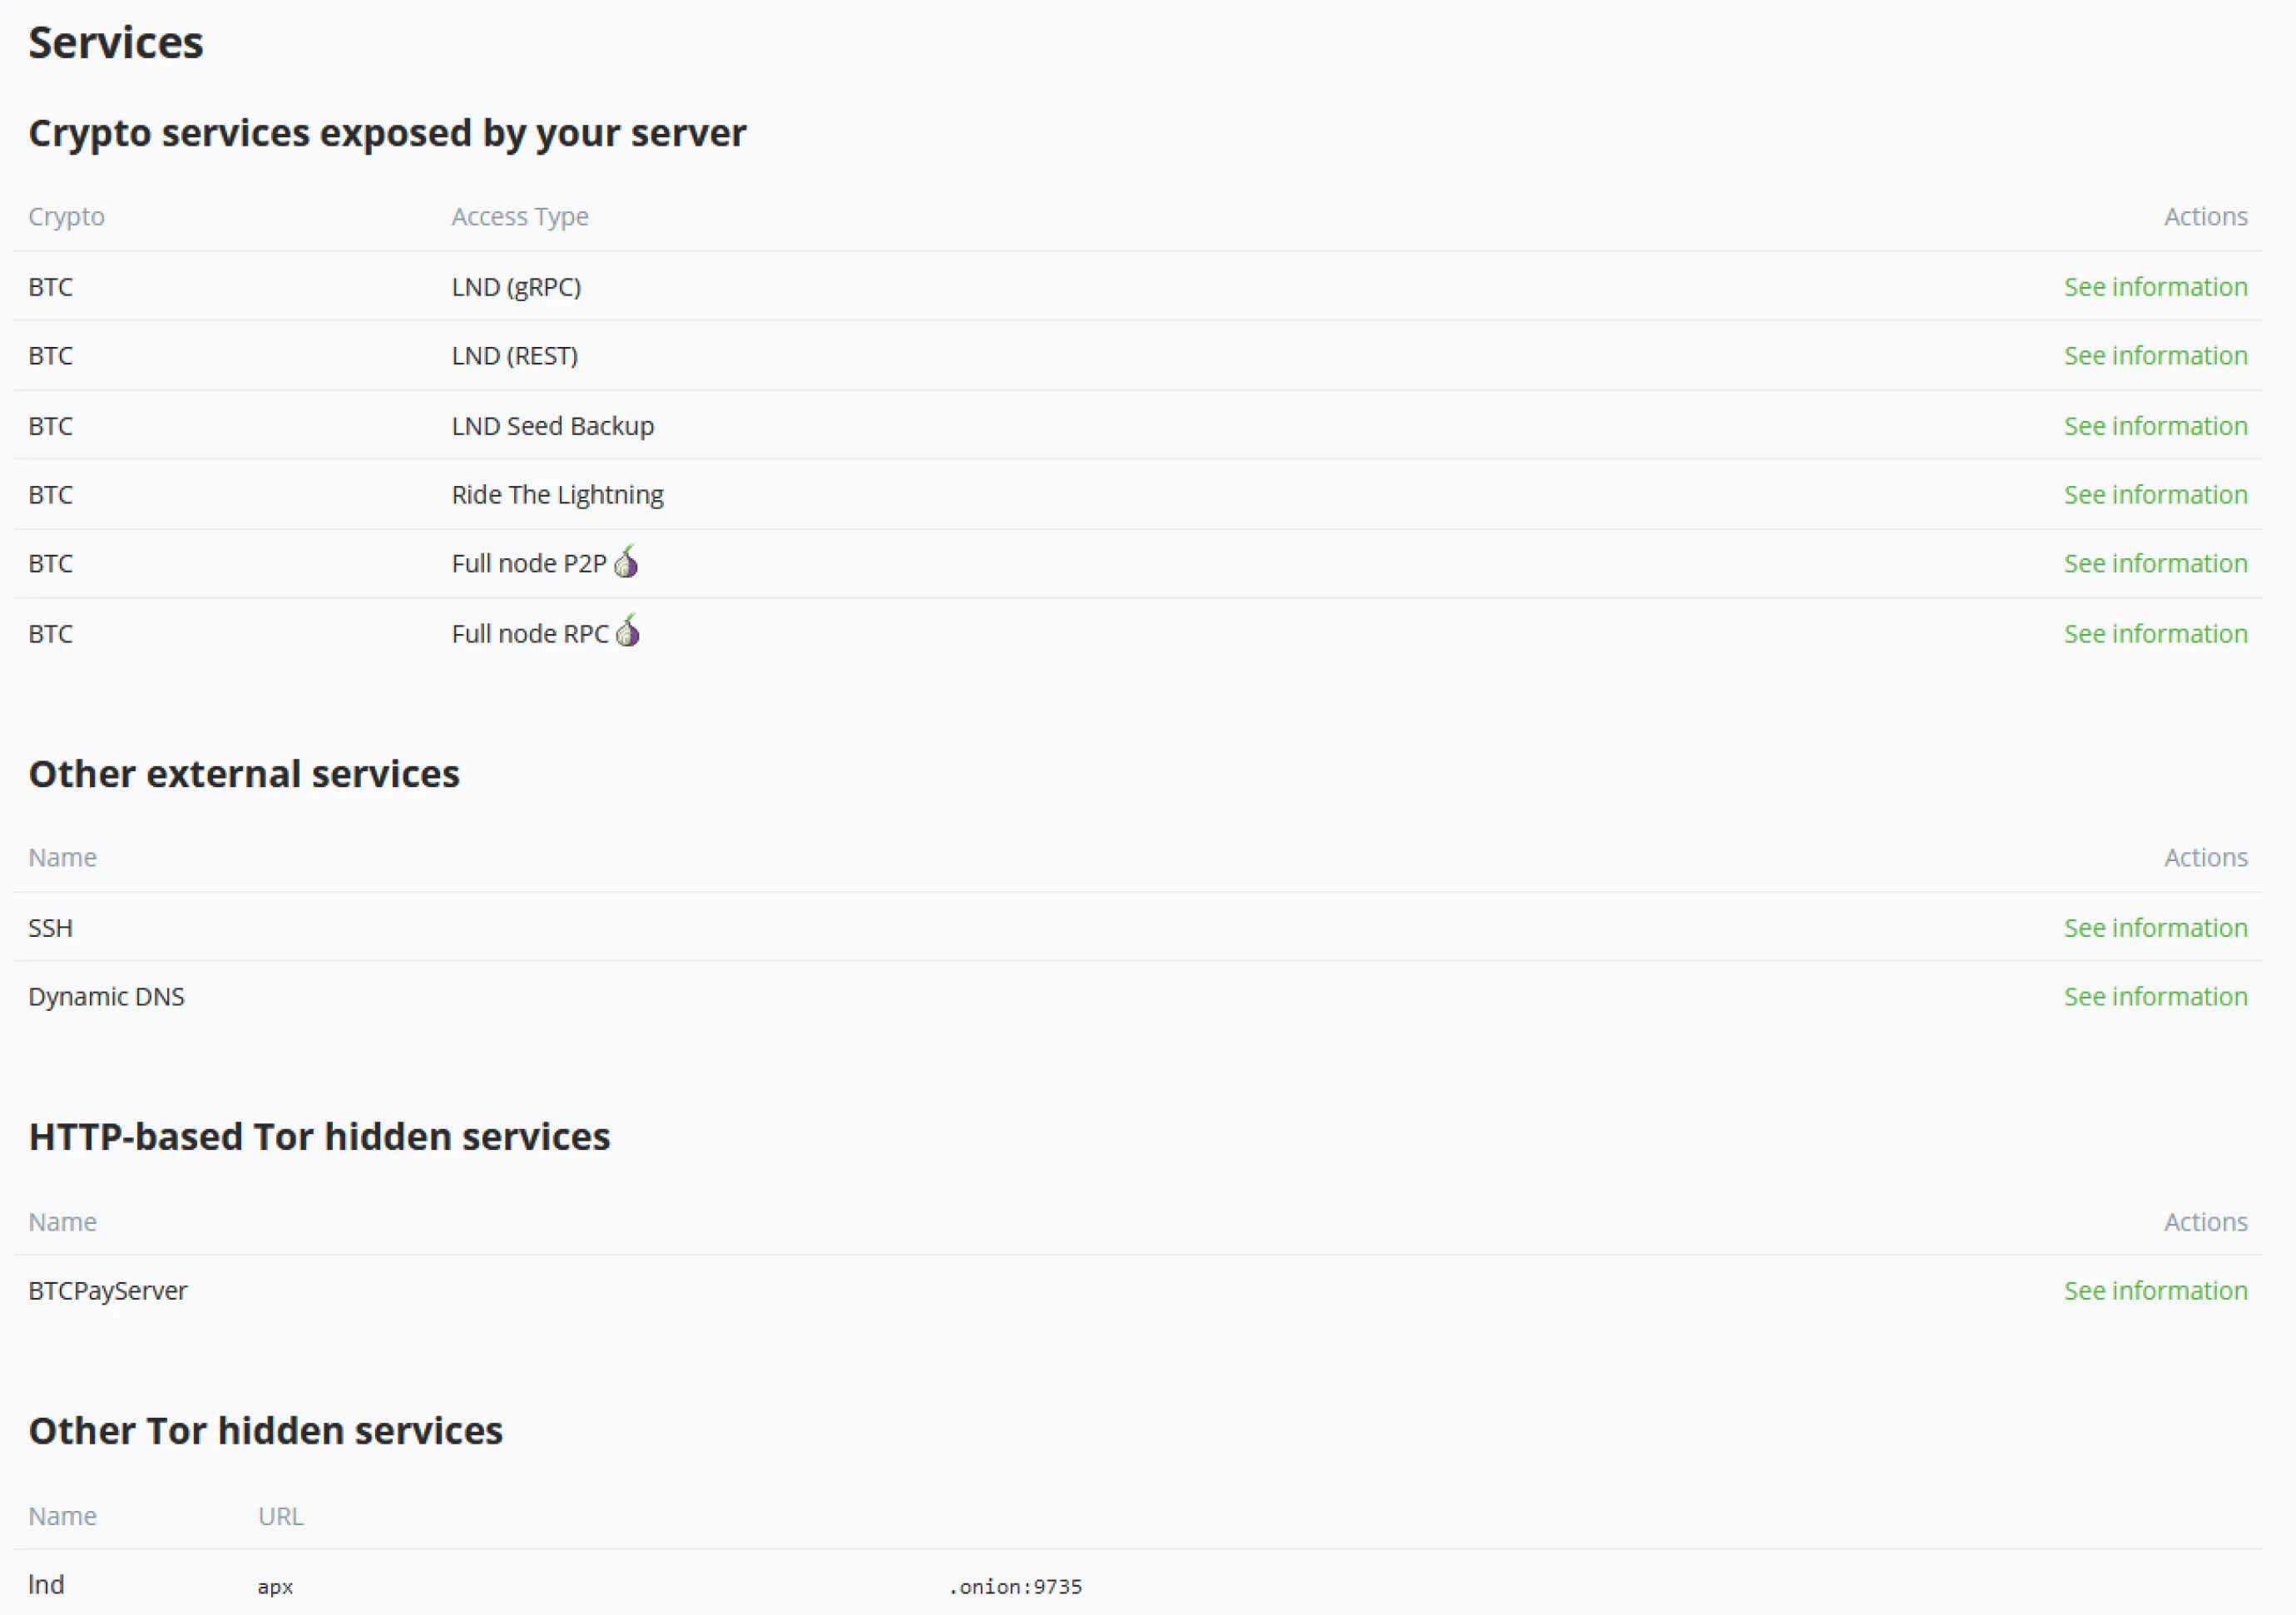 Services
Crypto services exposed by your server
Crypto Access Type Actions
BTC LND (gRPC) See information
BTC LND (REST) See information
BTC LND Seed Backup See information
BTC Ride The Lightning See information
BTC Full node P2P See information
BTC Full node RPC See information
Other external services
Name Actions
SSH See information
Dynamic DNS See information
HTTP-based Tor hidden services
Name Actions
BTCPayServer See information
Other Tor hidden services
Name URL
lnd apx .onion:9735